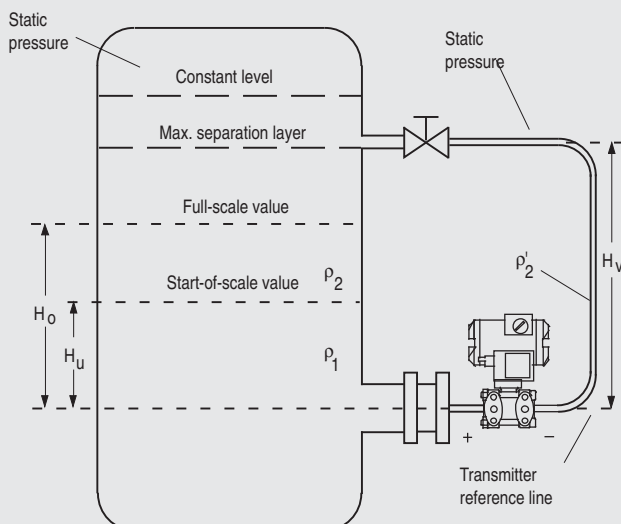 Static
pressure
Static
pressure
Constant level
Max. separation layer
Full-scale value
Start-of-scale value
ρ2
ρ'2
Hv
Ho
Hu
ρ1
+
−
Transmitter
reference line